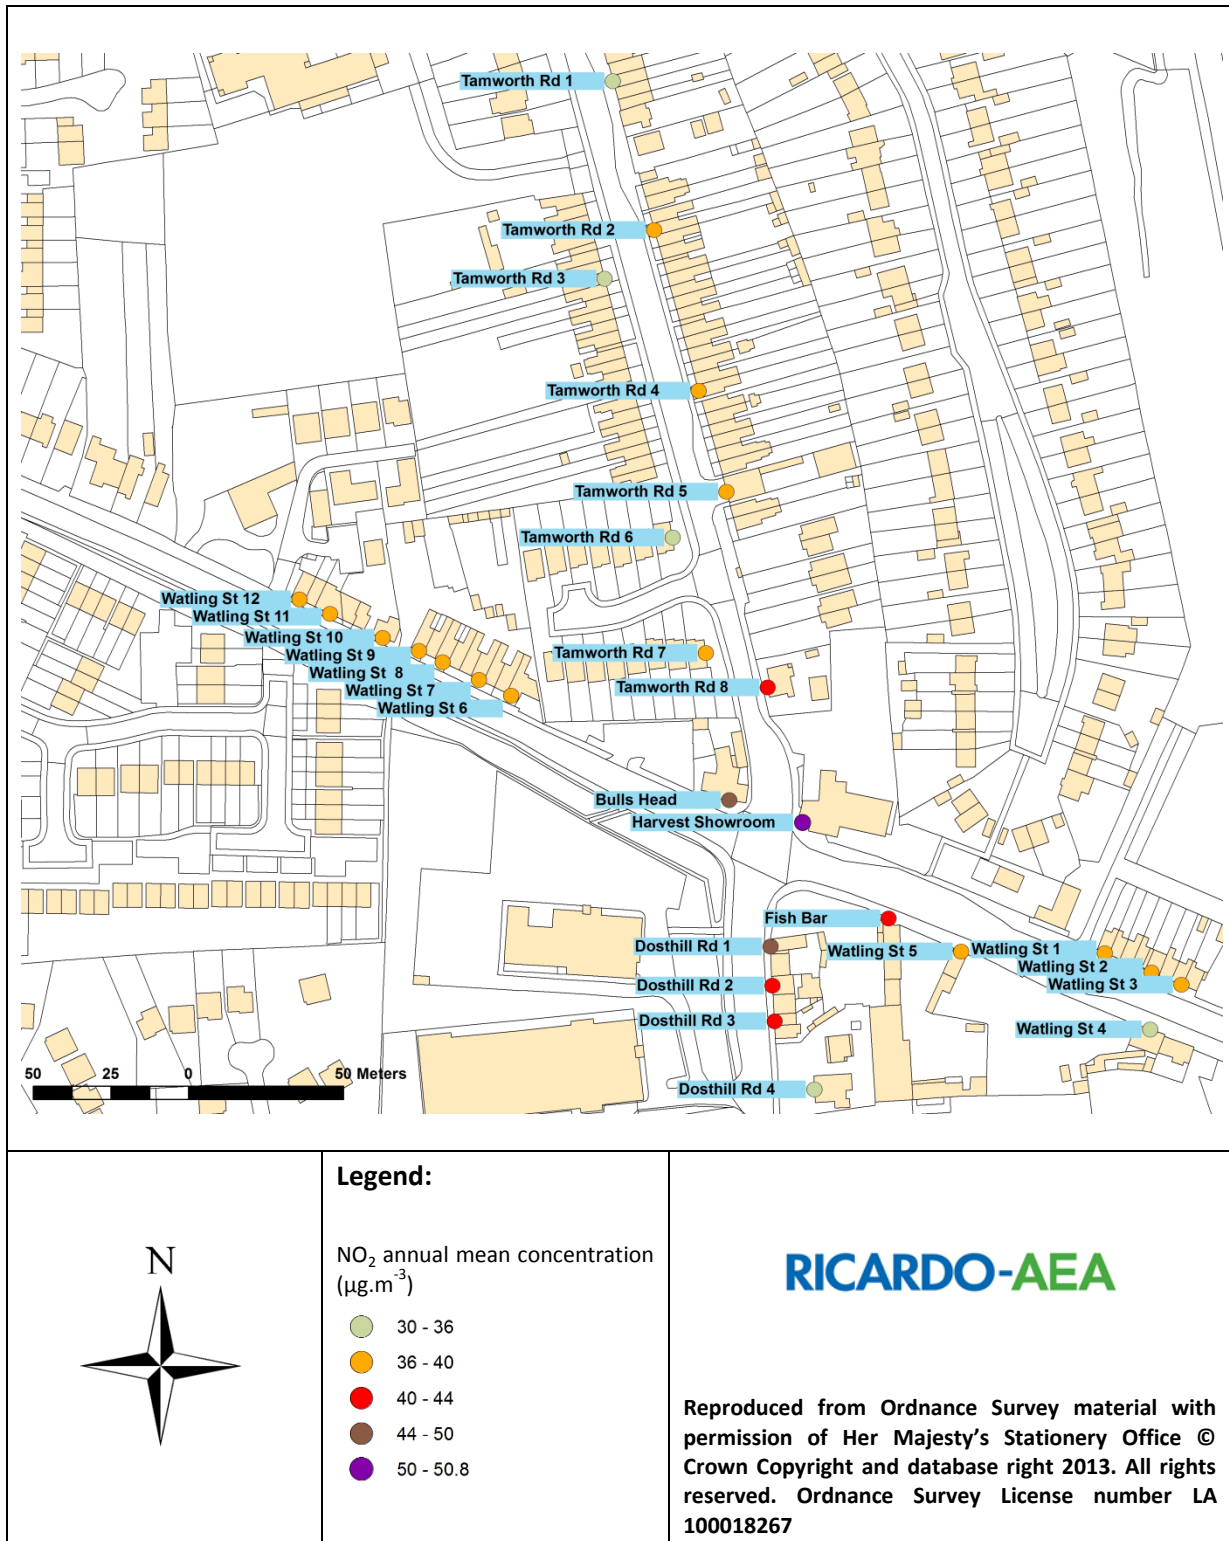 Tamworth Rd 1
Tamworth Rd 2
Tamworth Rd 3
Tamworth Rd 4
Tamworth Rd 5
Tamworth Rd 6
Watling St 12
Watling St 11
Watling St 10
Watling St 9
Watling St  8
Watling St 7
Watling St 6
Tamworth Rd 7
Tamworth Rd 8
Bulls Head
Harvest Showroom
Fish Bar
Dosthill Rd 1
Watling St 5
Watling St 1
Watling St 2
Watling St 3
Dosthill Rd 2
Dosthill Rd 3
Watling St 4
Dosthill Rd 4
50 25 0 50 Meters
N
Legend:
NO₂ annual mean concentration
(µg.m⁻³)
30 - 36
36 - 40
40 - 44
44 - 50
50 - 50.8
RICARDO-AEA
Reproduced from Ordnance Survey material with
permission of Her Majesty’s Stationery Office ©
Crown Copyright and database right 2013. All rights
reserved. Ordnance Survey License number LA
100018267